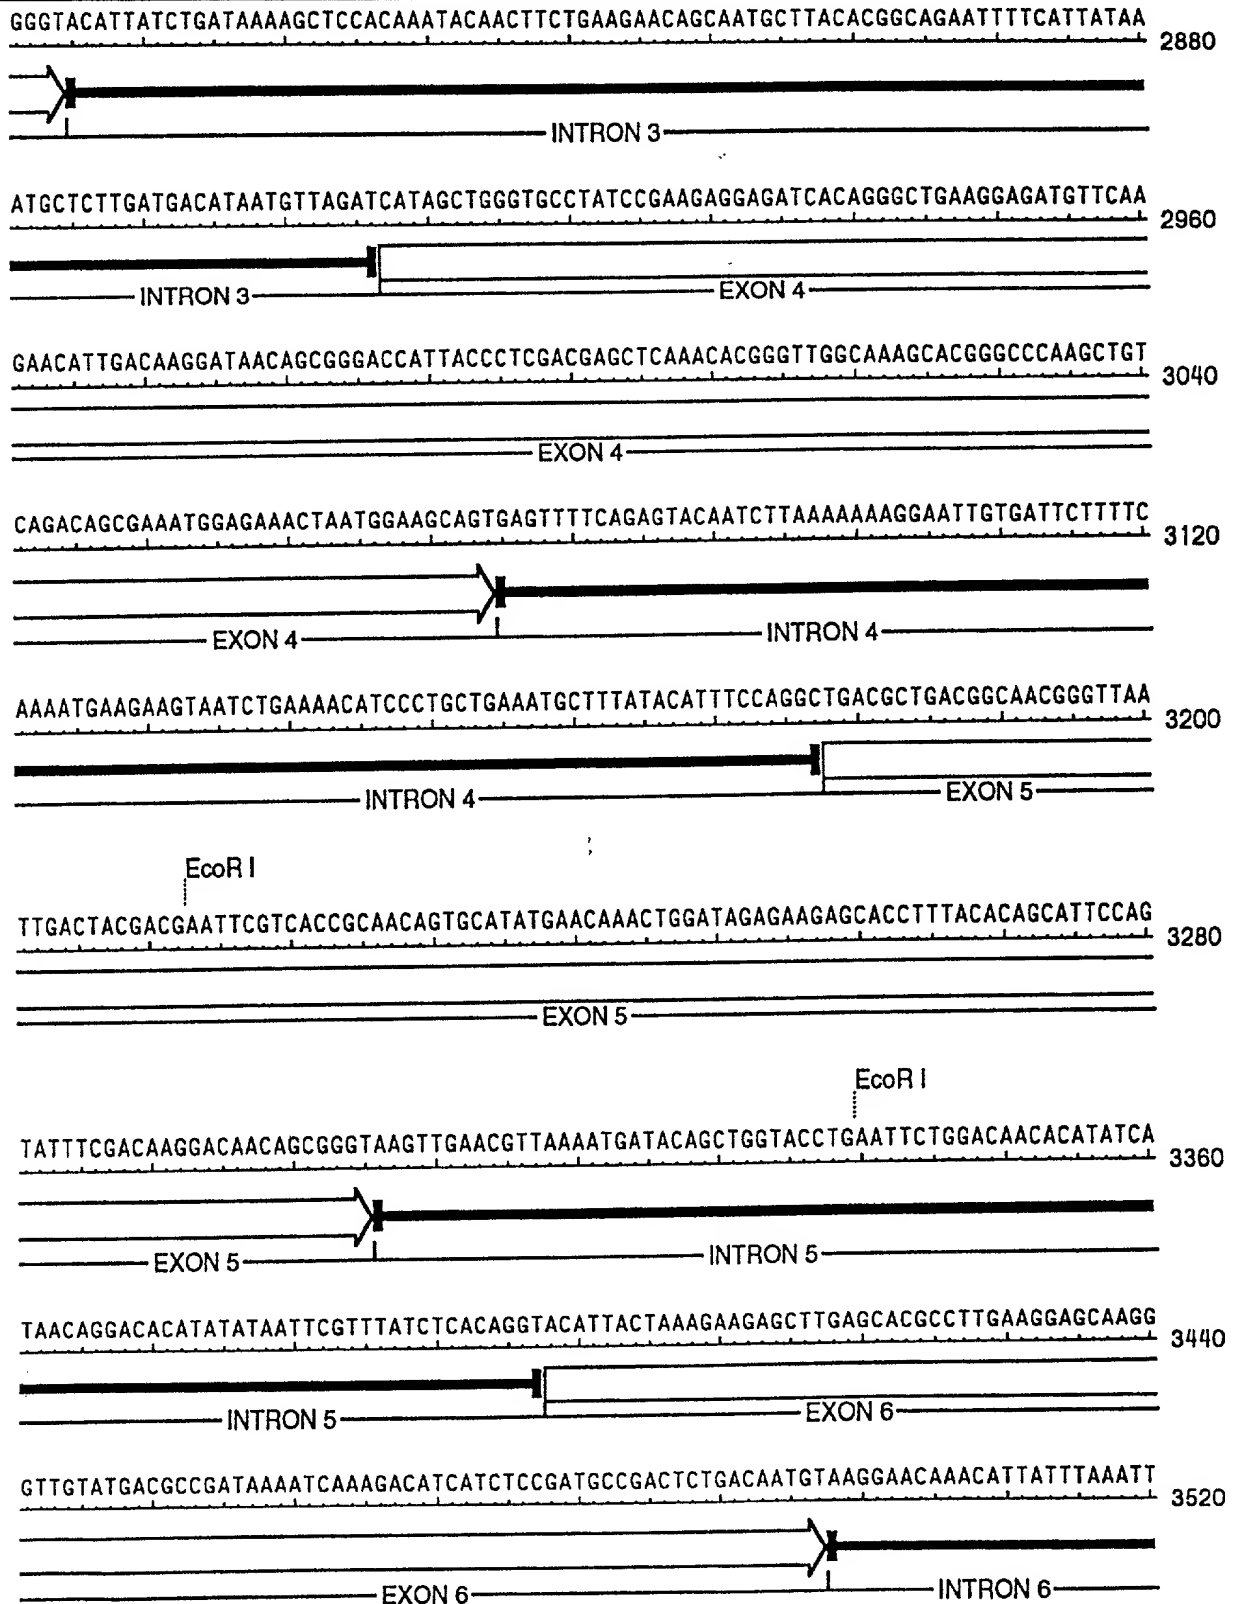 GGGTACATTATCTGATAAAAGCTCCACAAATACAACTTCTGAAGAACAGCAATGCTTACACGGCAGAATTTTCATTATAA
2880
INTRON 3
ATGCTCTTGATGACATAATGTTAGATCATAGCTGGGTGCCTATCCGAAGAGGAGATCACAGGGCTGAAGGAGATGTTCAA
2960
INTRON 3 EXON 4
GAACATTGACAAGGATAACAGCGGGACCATTACCCTCGACGAGCTCAAACACGGGTTGGCAAAGCACGGGCCCAAGCTGT
3040
EXON 4
CAGACAGCGAAATGGAGAAACTAATGGAAGCAGTGAGTTTTCAGAGTACAATCTTAAAAAAAGGAATTGTGATTCTTTTC
3120
EXON 4 INTRON 4
AAAATGAAGAAGTAATCTGAAAACATCCCTGCTGAAATGCTTTATACATTTCCAGGCTGACGCTGACGGCAACGGGTTAA
3200
INTRON 4 EXON 5
EcoR I
TTGACTACGACGAATTCGTCACCGCAACAGTGCATATGAACAAACTGGATAGAGAAGAGCACCTTTACACAGCATTCCAG
3280
EXON 5
EcoR I
TATTTCGACAAGGACAACAGCGGGTAAGTTGAACGTTAAAATGATACAGCTGGTACCTGAATTCTGGACAACACATATCA
3360
EXON 5 INTRON 5
TAACAGGACACATATATAATTCGTTTATCTCACAGGTACATTACTAAAGAAGAGCTTGAGCACGCCTTGAAGGAGCAAGG
3440
INTRON 5 EXON 6
GTTGTATGACGCCGATAAAATCAAAGACATCATCTCCGATGCCGACTCTGACAATGTAAGGAACAAACATTATTTAAATT
3520
EXON 6 INTRON 6